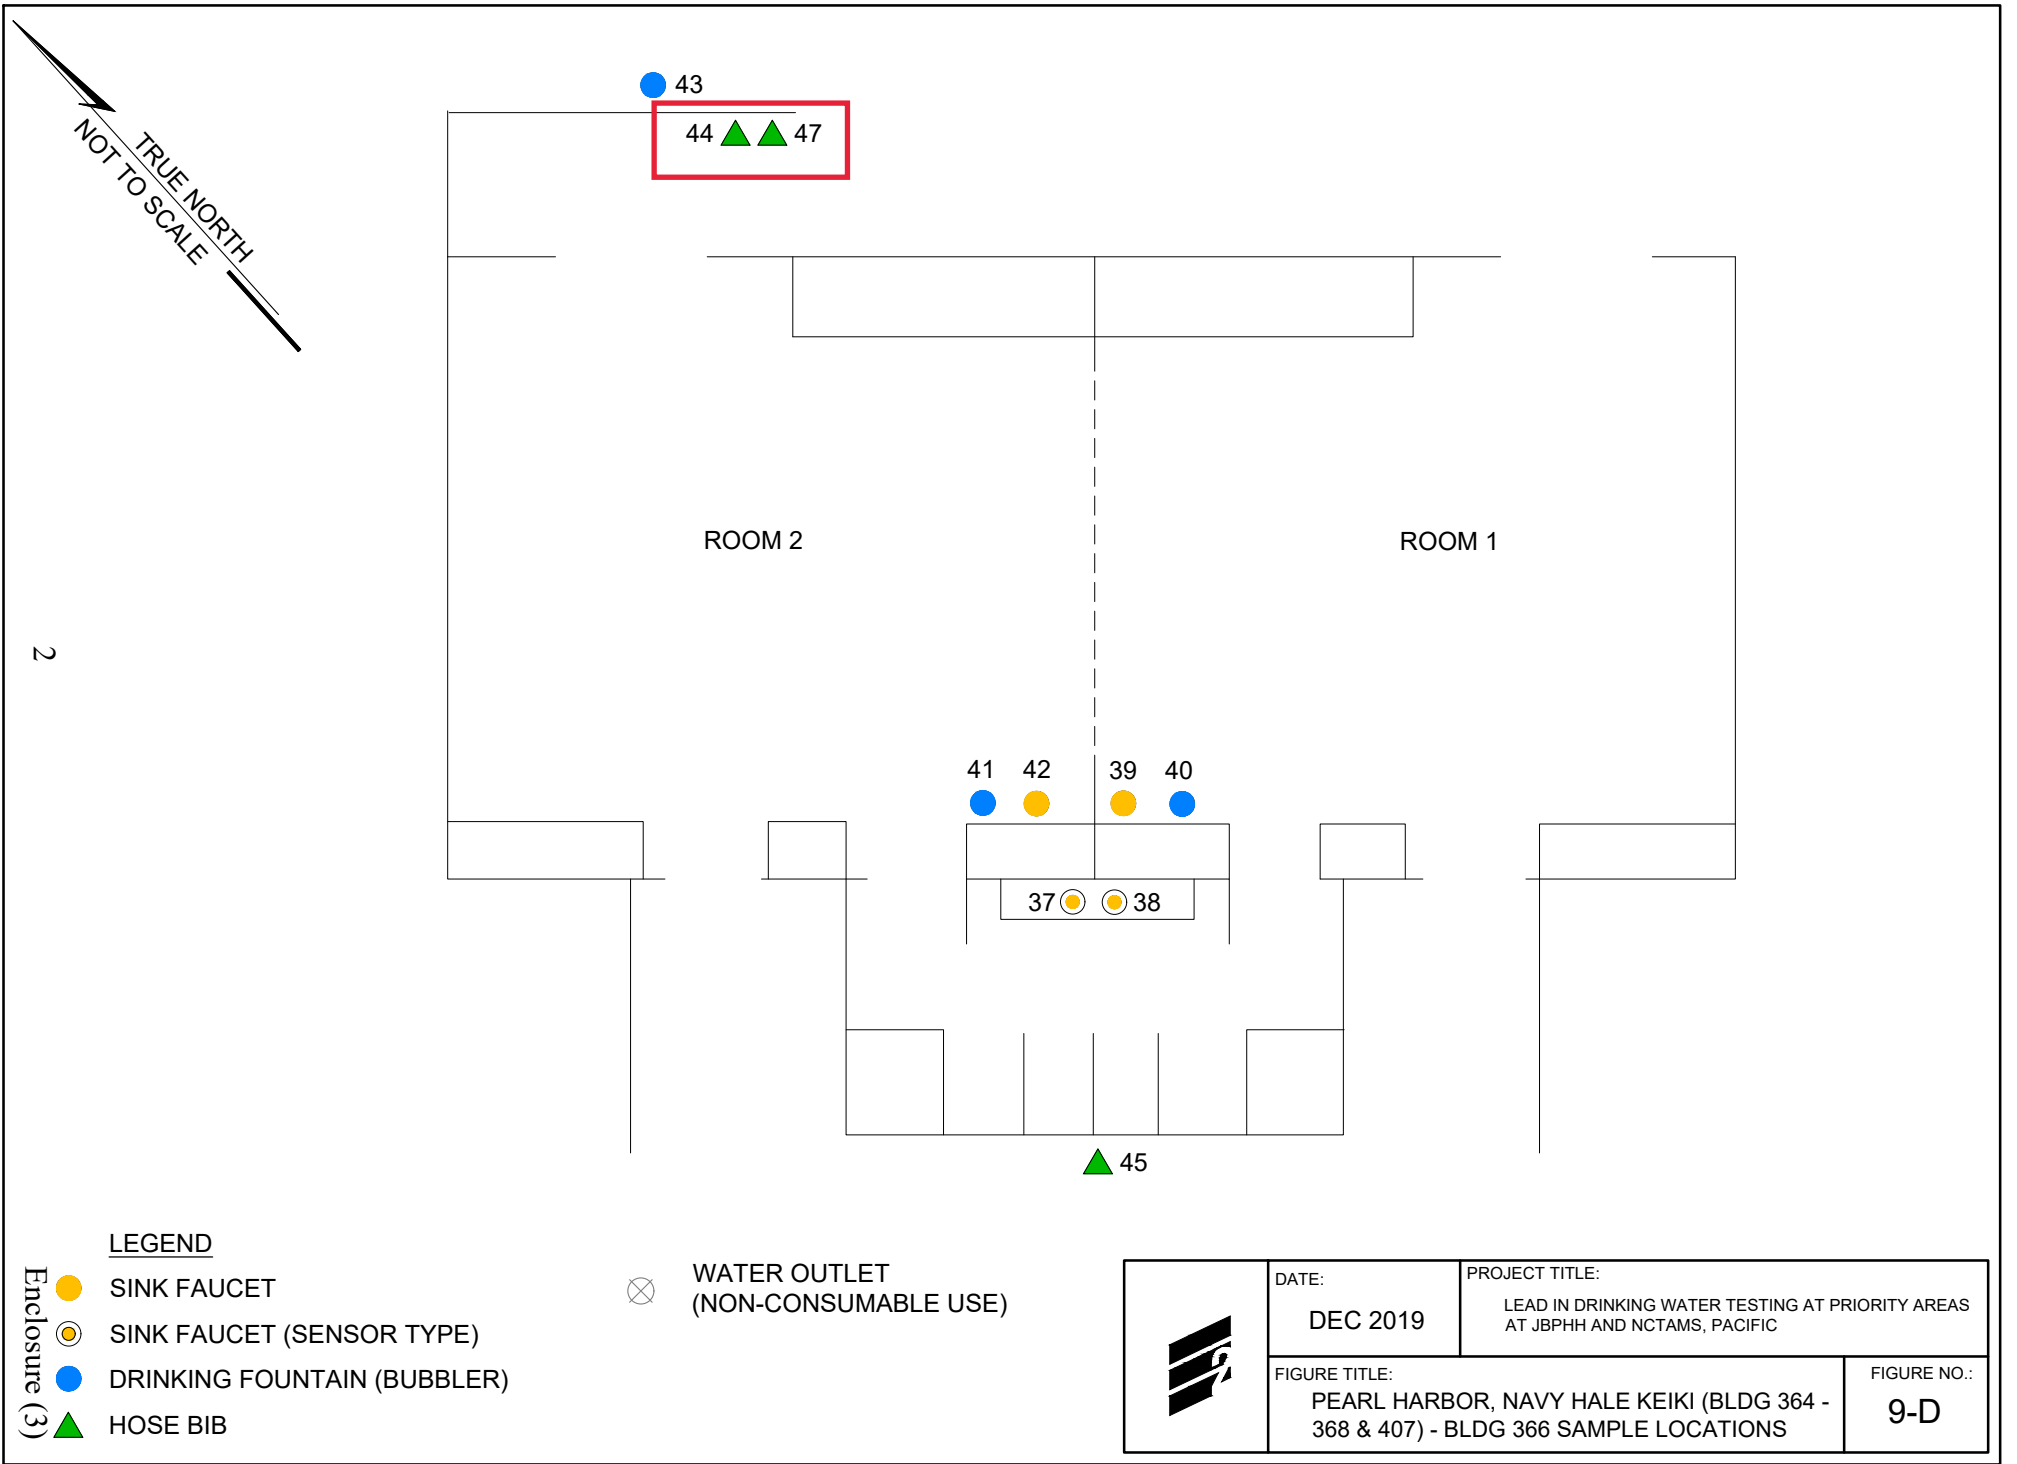 TRUE NORTH
NOT TO SCALE
43
44
47
ROOM 2
ROOM 1
2
41
42
39
40
37
38
45
LEGEND
SINK FAUCET
SINK FAUCET (SENSOR TYPE)
DRINKING FOUNTAIN (BUBBLER)
HOSE BIB
WATER OUTLET
(NON-CONSUMABLE USE)
Enclosure (3)
2
DATE:
DEC 2019
PROJECT TITLE:
LEAD IN DRINKING WATER TESTING AT PRIORITY AREAS
AT JBPHH AND NCTAMS, PACIFIC
FIGURE TITLE:
PEARL HARBOR, NAVY HALE KEIKI (BLDG 364 -
368 & 407) - BLDG 366 SAMPLE LOCATIONS
FIGURE NO.:
9-D